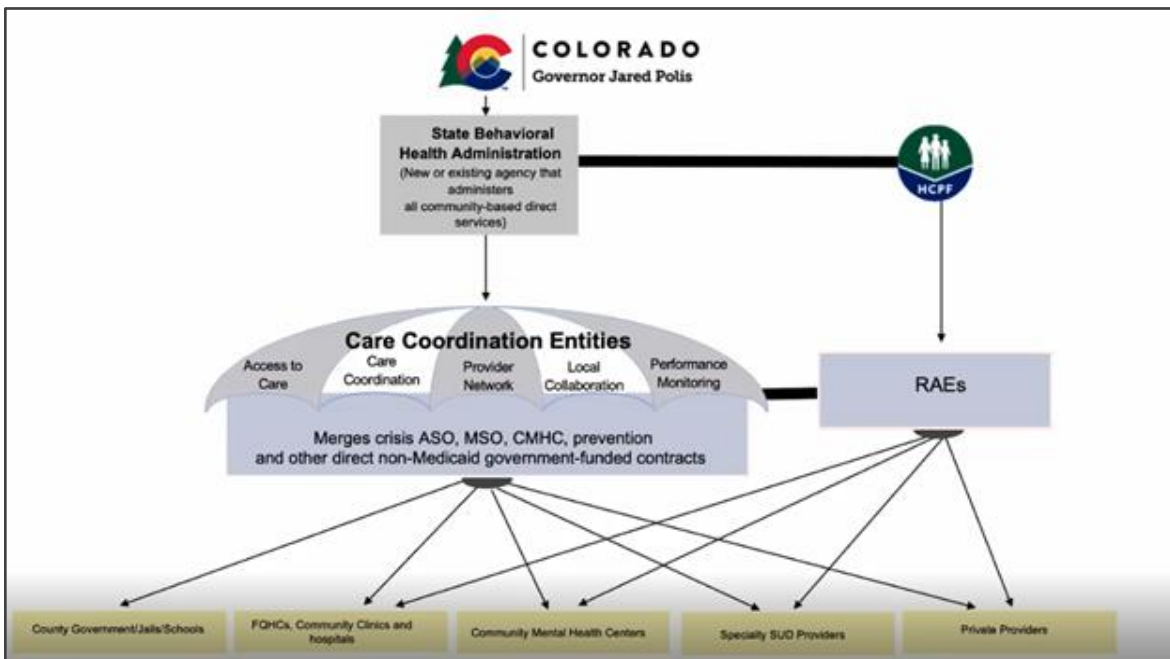 COLORADO
Governor Jared Polis
State Behavioral
Health Administration
(New or existing agency that
administers
all community-based direct
services)
HCPF
Care Coordination Entities
Access to
Care
Care
Coordination
Provider
Network
Local
Collaboration
Performance
Monitoring
RAEs
Merges crisis ASO, MSO, CMHC, prevention
and other direct non-Medicaid government-funded contracts
County Government/Jails/Schools
FQHCs, Community Clinics and
hospitals
Community Mental Health Centers
Specialty SUD Providers
Private Providers